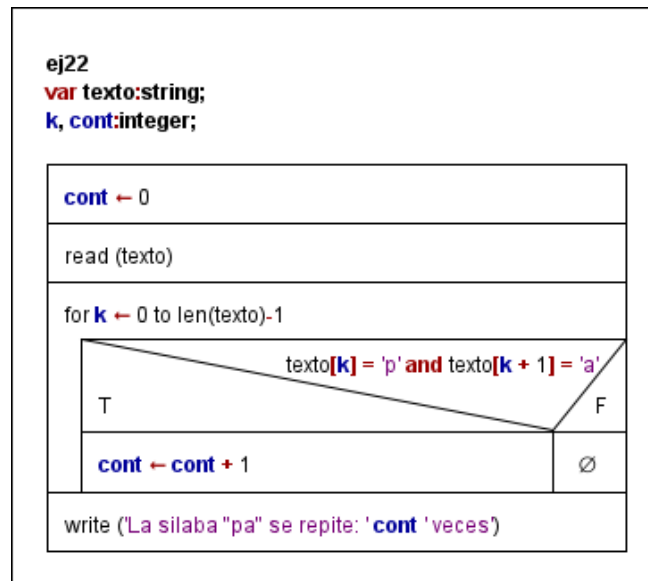 ej22
var texto:string;
k, cont:integer;
cont ← 0
read (texto)
for k ← 0 to len(texto)-1
texto[k] = 'p' and texto[k + 1] = 'a'
T
F
cont ← cont + 1
∅
write ('La silaba "pa" se repite: ' cont ' veces')